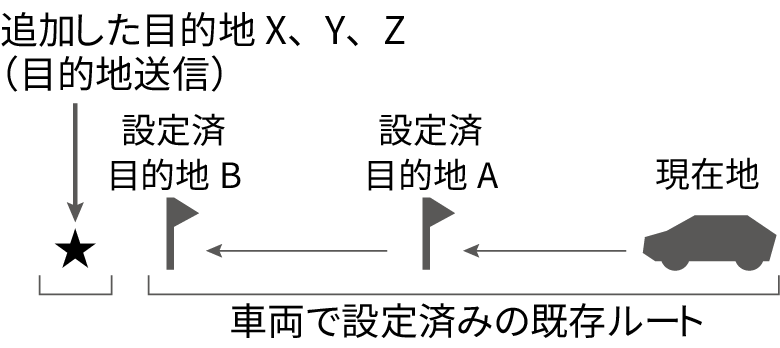 追加した目的地 X、Y、Z
（目的地送信）
設定済
目的地 B
設定済
目的地 A
現在地
車両で設定済みの既存ルート